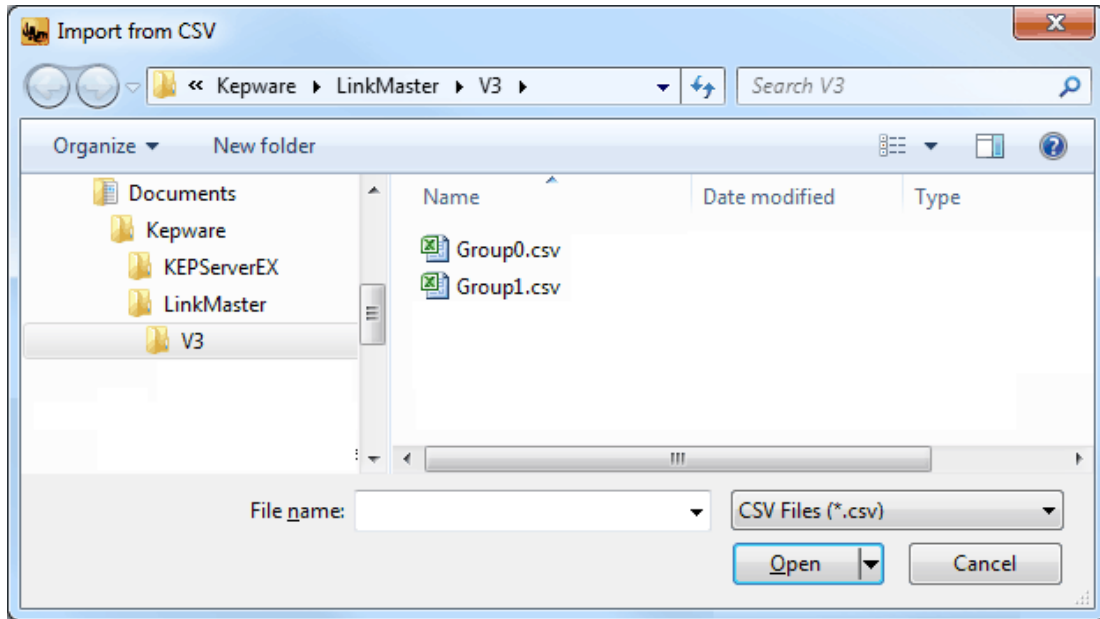 Import from CSV
« Kepware ▸ LinkMaster ▸ V3 ▸ Search V3
Organize ▾ New folder
Documents
Kepware
KEPServerEX
LinkMaster
V3
Name Date modified Type
Group0.csv
Group1.csv
File name: CSV Files (*.csv)
Open Cancel